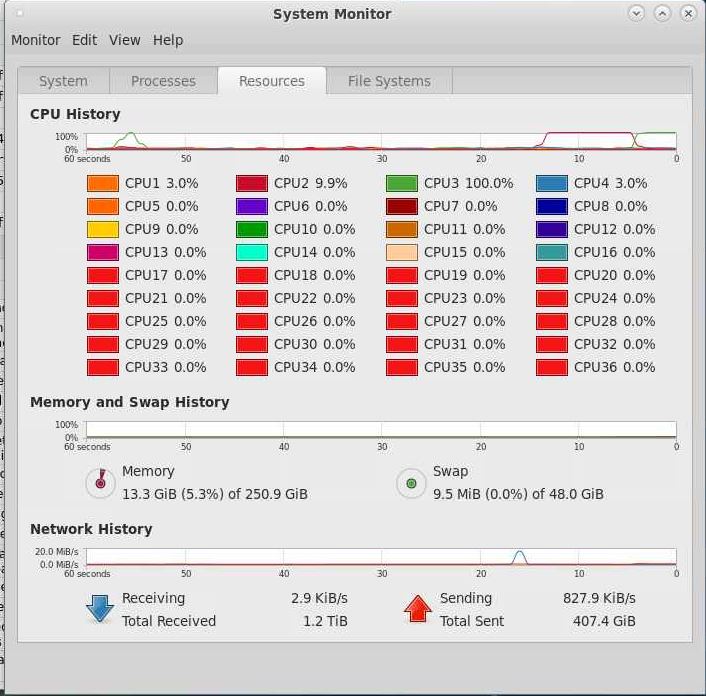 System Monitor
Monitor Edit View Help
System Processes Resources File Systems
CPU History
100%
0%
60 seconds 50 40 30 20 10 0
CPU1 3.0% CPU2 9.9% CPU3 100.0% CPU4 3.0%
CPU5 0.0% CPU6 0.0% CPU7 0.0% CPU8 0.0%
CPU9 0.0% CPU10 0.0% CPU11 0.0% CPU12 0.0%
CPU13 0.0% CPU14 0.0% CPU15 0.0% CPU16 0.0%
CPU17 0.0% CPU18 0.0% CPU19 0.0% CPU20 0.0%
CPU21 0.0% CPU22 0.0% CPU23 0.0% CPU24 0.0%
CPU25 0.0% CPU26 0.0% CPU27 0.0% CPU28 0.0%
CPU29 0.0% CPU30 0.0% CPU31 0.0% CPU32 0.0%
CPU33 0.0% CPU34 0.0% CPU35 0.0% CPU36 0.0%
Memory and Swap History
100%
0%
60 seconds 50 40 30 20 10 0
Memory Swap
13.3 GiB (5.3%) of 250.9 GiB 9.5 MiB (0.0%) of 48.0 GiB
Network History
20.0 MiB/s
0.0 MiB/s
60 seconds 50 40 30 20 10 0
Receiving 2.9 KiB/s Sending 827.9 KiB/s
Total Received 1.2 TiB Total Sent 407.4 GiB